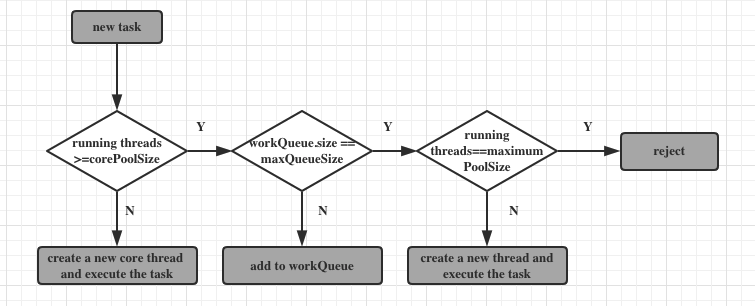 new task
running threads
>=corePoolSize
Y
workQueue.size ==
maxQueueSize
Y
running
threads==maximum
PoolSize
Y
reject
N
N
N
create a new core thread
and execute the task
add to workQueue
create a new thread and
execute the task